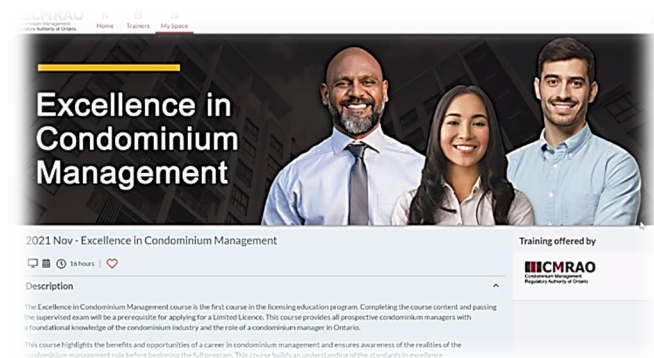 CMRAO
Condominium Management
Regulatory Authority of Ontario
Home Trainers My Space
Excellence in
Condominium
Management
2021 Nov - Excellence in Condominium Management
16 hours |
Description
The Excellence in Condominium Management course is the first course in the licensing education program. Completing the course content and passing
the supervised exam will be a prerequisite for applying for a Limited Licence. This course provides all prospective condominium managers with
a foundational knowledge of the condominium industry and the role of a condominium manager in Ontario.
This course highlights the benefits and opportunities of a career in condominium management and ensures awareness of the realities of the
condominium management role before beginning the full program. This course builds an understanding of the standards in excellence
Training offered by
CMRAO
Condominium Management
Regulatory Authority of Ontario